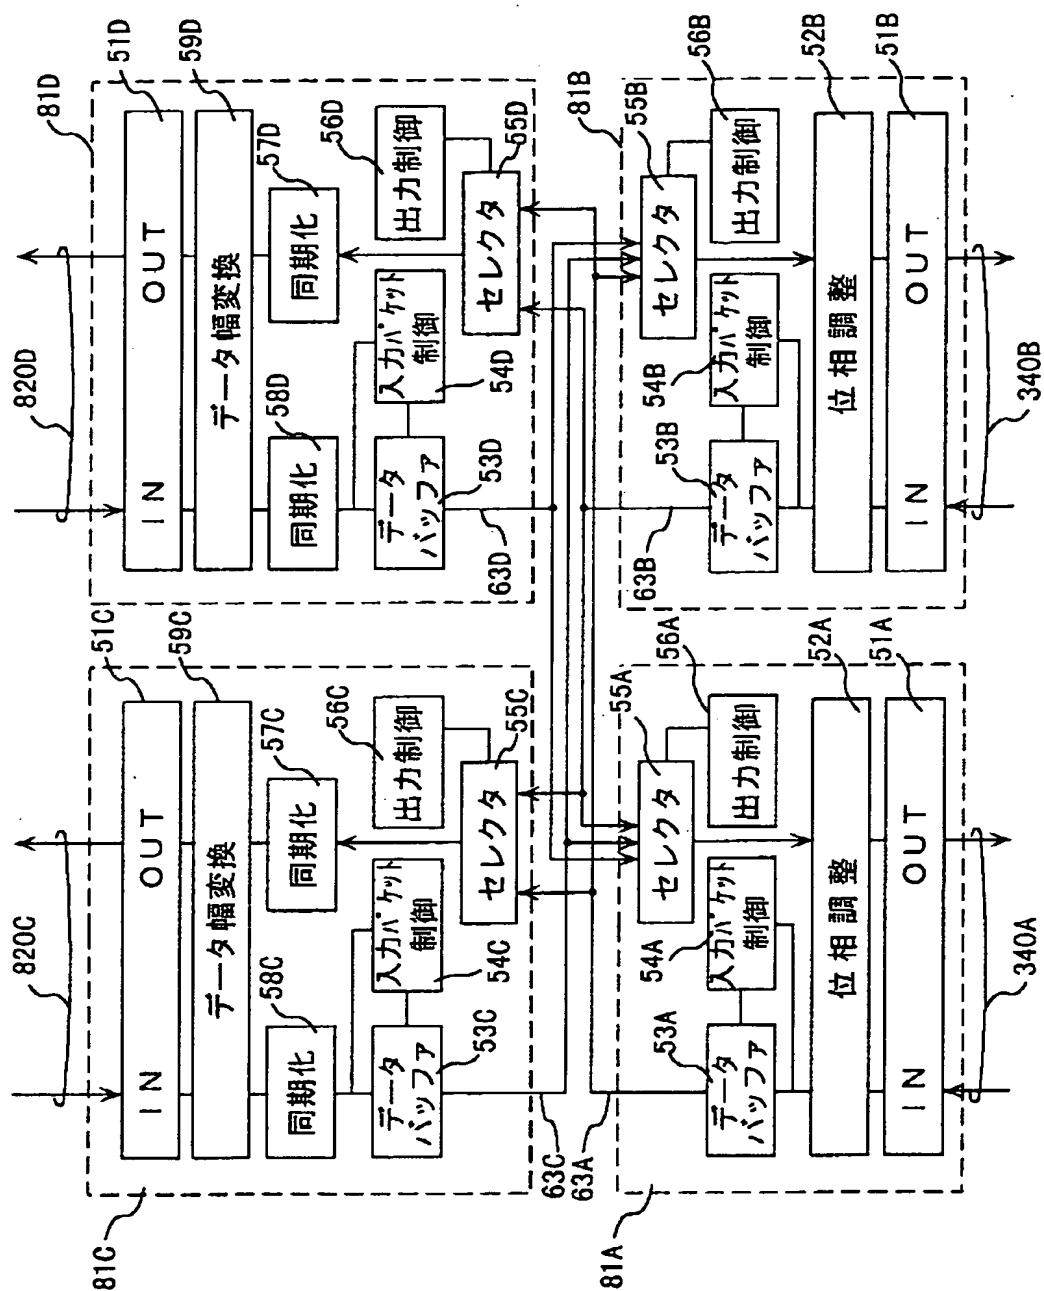 81C
820C
51C
IN
OUT
59C
データ幅変換
58C
同期化
57C
同期化
データ
バッファ
53C
入力パケット
制御
54C
56C
出力制御
セレクタ
55C
63C
81D
820D
51D
IN
OUT
59D
データ幅変換
58D
同期化
57D
同期化
データ
バッファ
53D
入力パケット
制御
54D
56D
出力制御
セレクタ
55D
63D
81A
63A
セレクタ
55A
56A
出力制御
53A
データ
バッファ
54A
入力パケット
制御
52A
位相調整
51A
IN
OUT
340A
81B
63B
セレクタ
55B
56B
出力制御
53B
データ
バッファ
54B
入力パケット
制御
52B
位相調整
51B
IN
OUT
340B